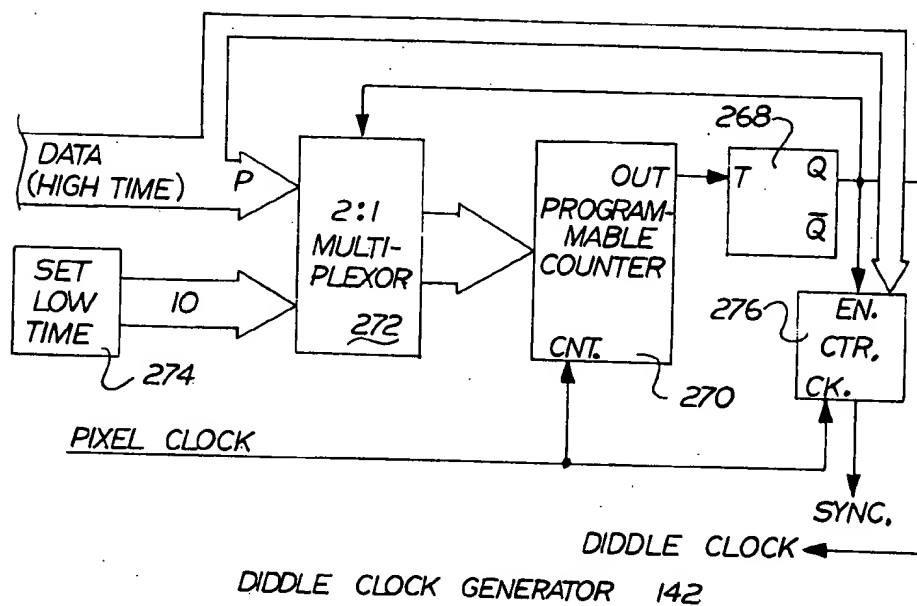 DATA
(HIGH TIME)
P
SET
LOW
TIME
274
10
2:1
MULTI-
PLEXOR
272
OUT
PROGRAM-
MABLE
COUNTER
CNT.
270
268
T Q
Q̅
276
EN.
CTR.
CK.
PIXEL CLOCK
SYNC.
DIDDLE CLOCK
DIDDLE CLOCK GENERATOR 142